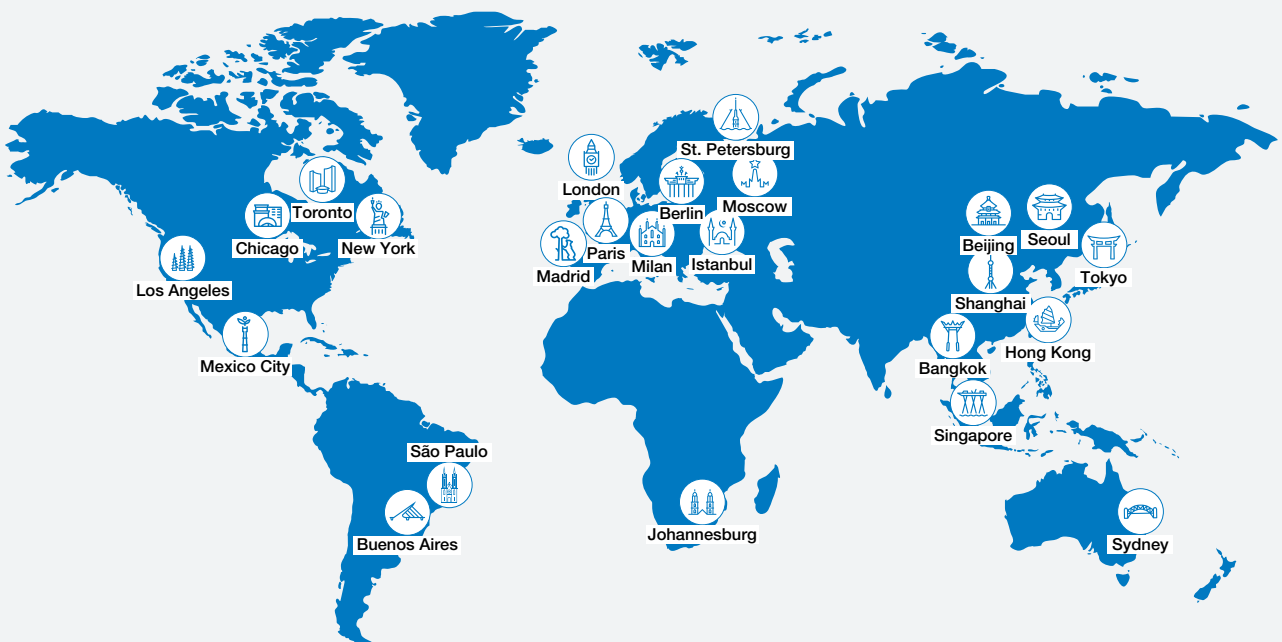 St. Petersburg
London
Moscow
Toronto
Berlin
Chicago
New York
Paris
Milan
Istanbul
Madrid
Beijing
Seoul
Tokyo
Los Angeles
Shanghai
Mexico City
Hong Kong
Bangkok
Singapore
São Paulo
Buenos Aires
Johannesburg
Sydney